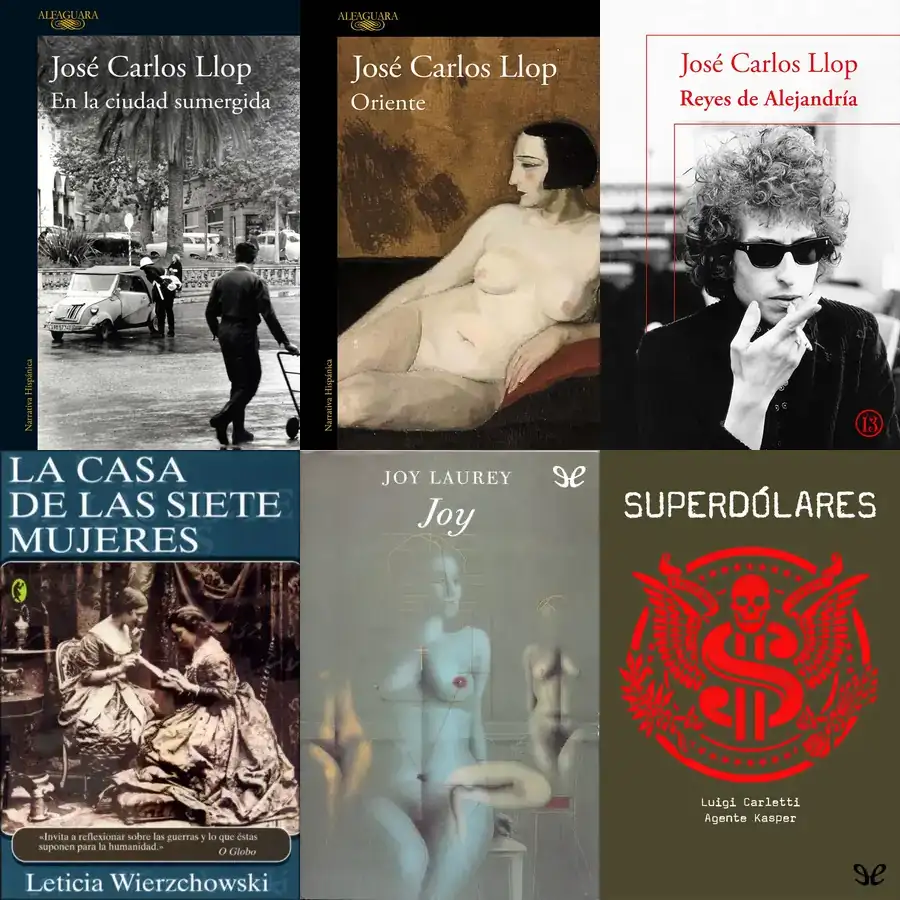 ALFAGUARA
José Carlos Llop
En la ciudad sumergida
Narrativa Hispánica
ALFAGUARA
José Carlos Llop
Oriente
Narrativa Hispánica
José Carlos Llop
Reyes de Alejandría
13
LA CASA
DE LAS SIETE
MUJERES
«Invita a reflexionar sobre las guerras y lo que éstas
suponen para la humanidad.»
O Globo
Leticia Wierzchowski
JOY LAUREY
Joy
SUPERDÓLARES
$
Luigi Carletti
Agente Kasper